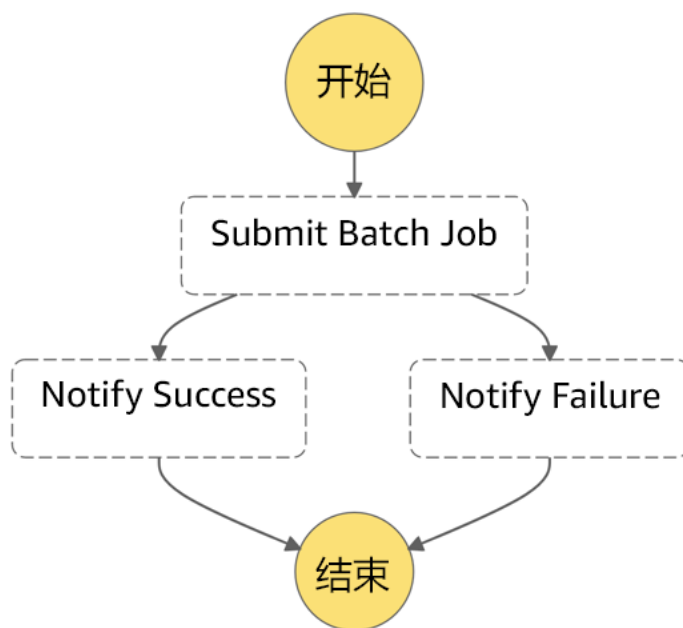 开始
Submit Batch Job
Notify Success
Notify Failure
结束